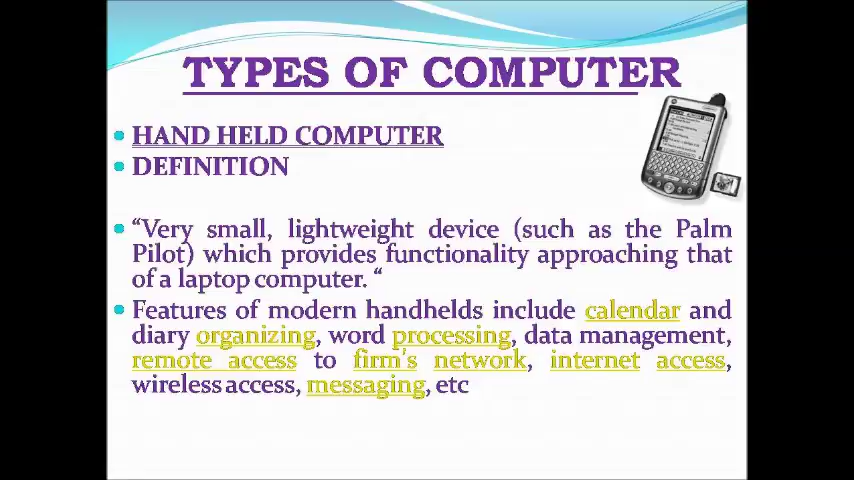 TYPES OF COMPUTER
HAND HELD COMPUTER
DEFINITION
“Very small, lightweight device (such as the Palm
Pilot) which provides functionality approaching that
of a laptop computer. “
Features of modern handhelds include calendar and
diary organizing, word processing, data management,
remote access to firm's network, internet access,
wireless access, messaging, etc